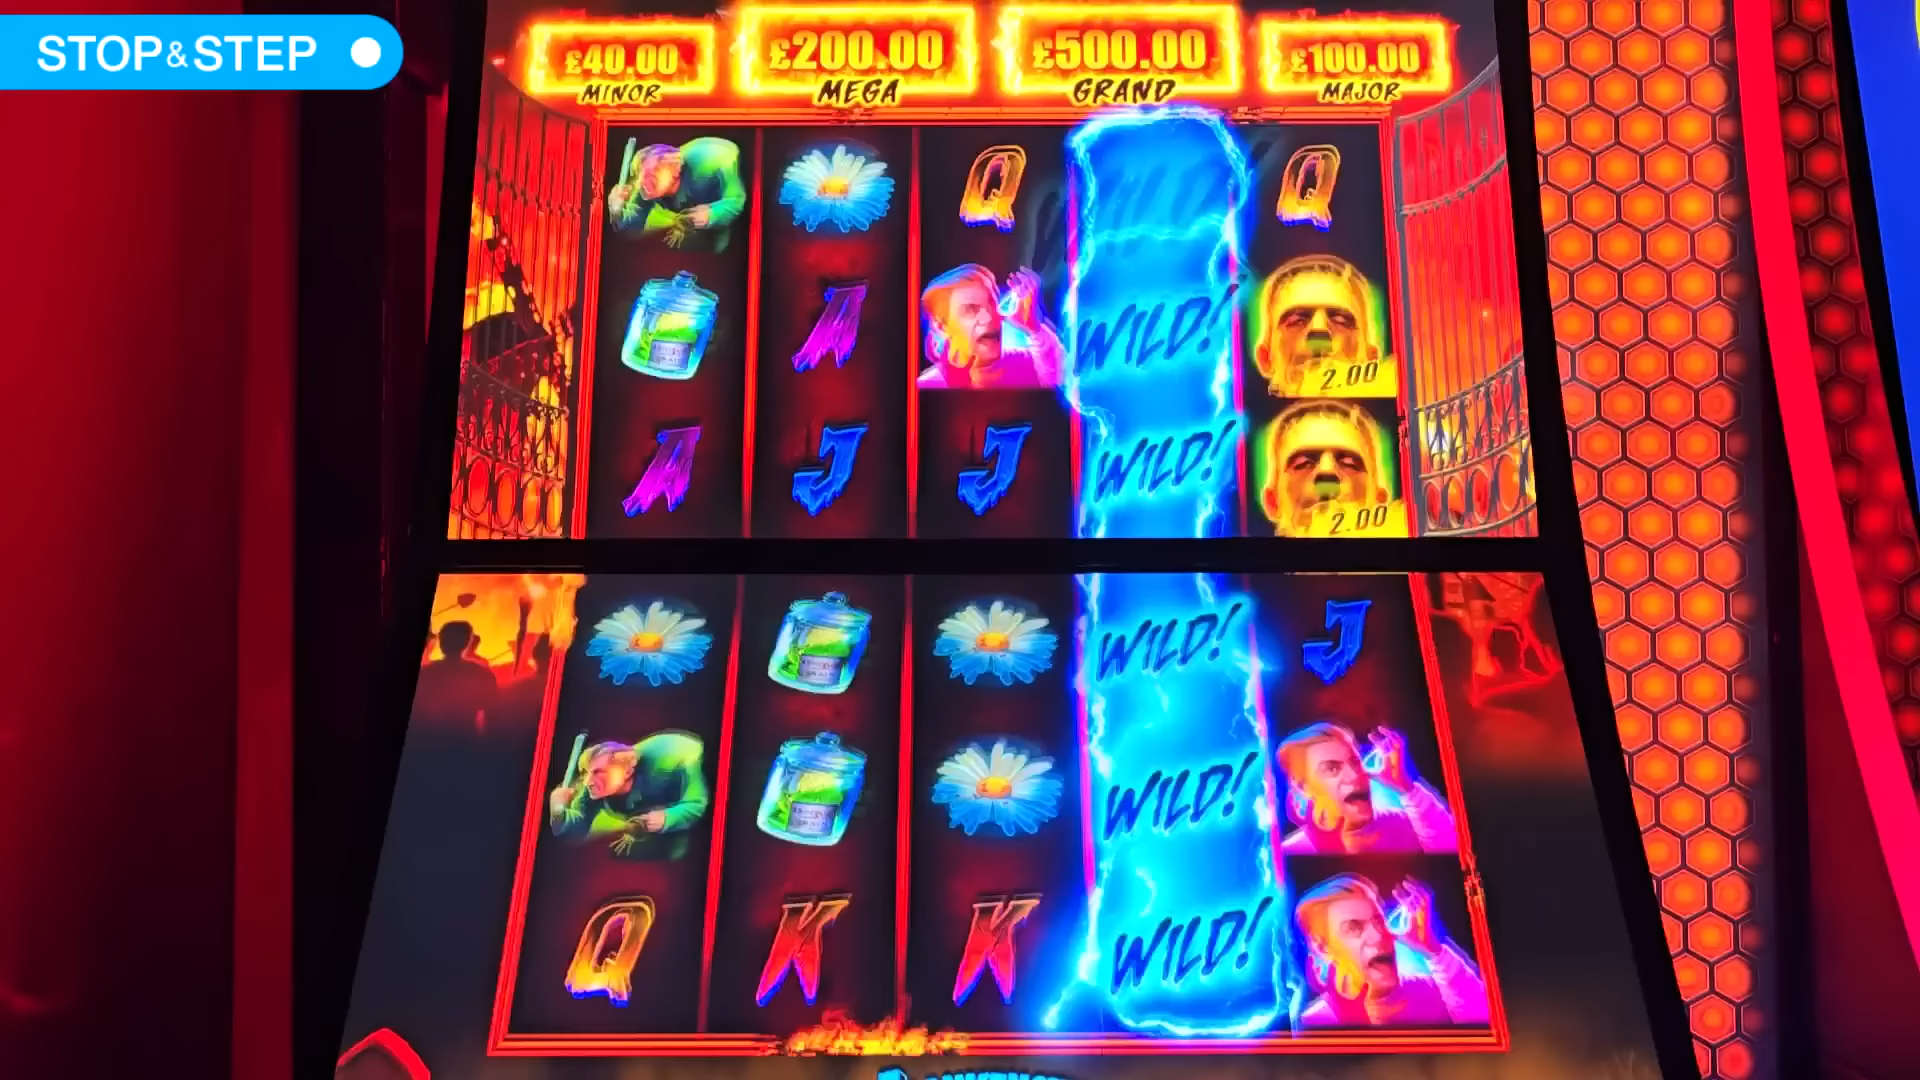 STOP&STEP
£40.00 £200.00 £500.00 £100.00
MINOR MEGA GRAND MAJOR
Q Q
A WILD! 2.00
A J J WILD! 2.00
WILD! J
WILD!
Q K K WILD!